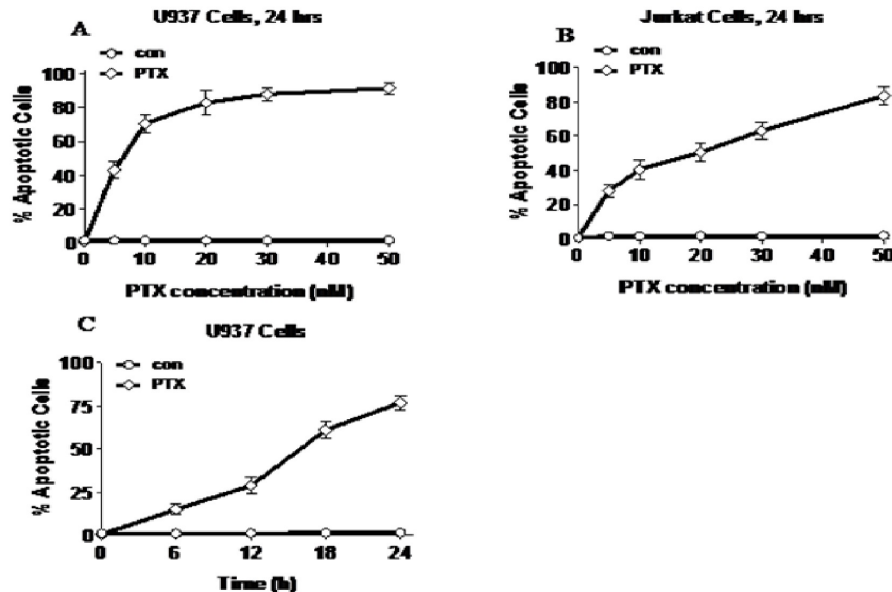 A
U937 Cells, 24 hrs
con
PTX
% Apoptotic Cells
100
80
60
40
20
0
0 10 20 30 40 50
PTX concentration (nM)
B
Jurkat Cells, 24 hrs
con
PTX
% Apoptotic Cells
100
80
60
40
20
0
0 10 20 30 40 50
PTX concentration (nM)
C
U937 Cells
con
PTX
% Apoptotic Cells
100
75
50
25
0
0 6 12 18 24
Time (h)